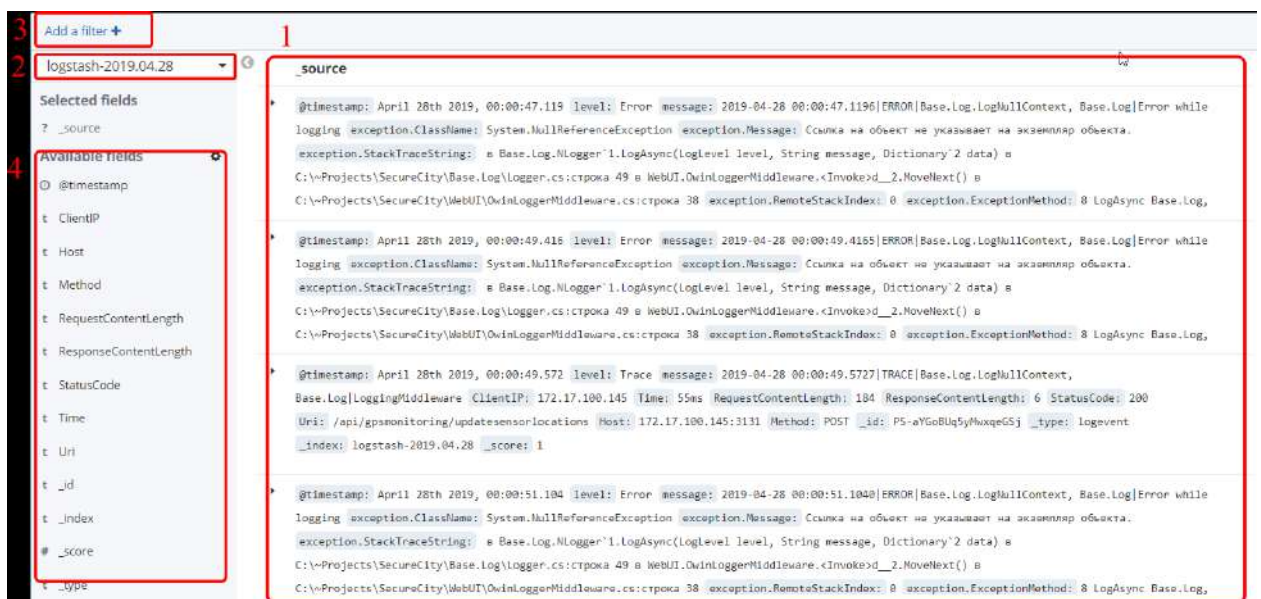 3
Add a filter +
1
2
logstash-2019.04.28
Selected fields
? _source
4
Available fields
@timestamp
t ClientIP
t Host
t Method
t RequestContentLength
t ResponseContentLength
t StatusCode
t Time
t Uri
t _id
t _index
# _score
t _type
_source
@timestamp: April 28th 2019, 00:00:47.119 level: Error message: 2019-04-28 00:00:47.1196|ERROR|Base.Log.LogNullContext, Base.Log|Error while
logging exception.ClassName: System.NullReferenceException exception.Message: Ссылка на объект не указывает на экземпляр объекта.
exception.StackTraceString: в Base.Log.NLogger`1.LogAsync(LogLevel level, String message, Dictionary`2 data) в
C:\~Projects\SecureCity\Base.Log\Logger.cs:строка 49 в WebUI.OwinLoggerMiddleware.<Invoke>d__2.MoveNext() в
C:\~Projects\SecureCity\WebUI\OwinLoggerMiddleware.cs:строка 38 exception.RemoteStackIndex: 0 exception.ExceptionMethod: 8 LogAsync Base.Log,
@timestamp: April 28th 2019, 00:00:49.416 level: Error message: 2019-04-28 00:00:49.4165|ERROR|Base.Log.LogNullContext, Base.Log|Error while
logging exception.ClassName: System.NullReferenceException exception.Message: Ссылка на объект не указывает на экземпляр объекта.
exception.StackTraceString: в Base.Log.NLogger`1.LogAsync(LogLevel level, String message, Dictionary`2 data) в
C:\~Projects\SecureCity\Base.Log\Logger.cs:строка 49 в WebUI.OwinLoggerMiddleware.<Invoke>d__2.MoveNext() в
C:\~Projects\SecureCity\WebUI\OwinLoggerMiddleware.cs:строка 38 exception.RemoteStackIndex: 0 exception.ExceptionMethod: 8 LogAsync Base.Log,
@timestamp: April 28th 2019, 00:00:49.572 level: Trace message: 2019-04-28 00:00:49.5727|TRACE|Base.Log.LogNullContext,
Base.Log|LoggingMiddleware ClientIP: 172.17.100.145 Time: 55ms RequestContentLength: 184 ResponseContentLength: 6 StatusCode: 200
Uri: /api/gpsmonitoring/updatesensorlocations Host: 172.17.100.145:3131 Method: POST _id: PS-aYGoBUq5yMwxqeGSj _type: logevent
_index: logstash-2019.04.28 _score: 1
@timestamp: April 28th 2019, 00:00:51.104 level: Error message: 2019-04-28 00:00:51.1040|ERROR|Base.Log.LogNullContext, Base.Log|Error while
logging exception.ClassName: System.NullReferenceException exception.Message: Ссылка на объект не указывает на экземпляр объекта.
exception.StackTraceString: в Base.Log.NLogger`1.LogAsync(LogLevel level, String message, Dictionary`2 data) в
C:\~Projects\SecureCity\Base.Log\Logger.cs:строка 49 в WebUI.OwinLoggerMiddleware.<Invoke>d__2.MoveNext() в
C:\~Projects\SecureCity\WebUI\OwinLoggerMiddleware.cs:строка 38 exception.RemoteStackIndex: 0 exception.ExceptionMethod: 8 LogAsync Base.Log,